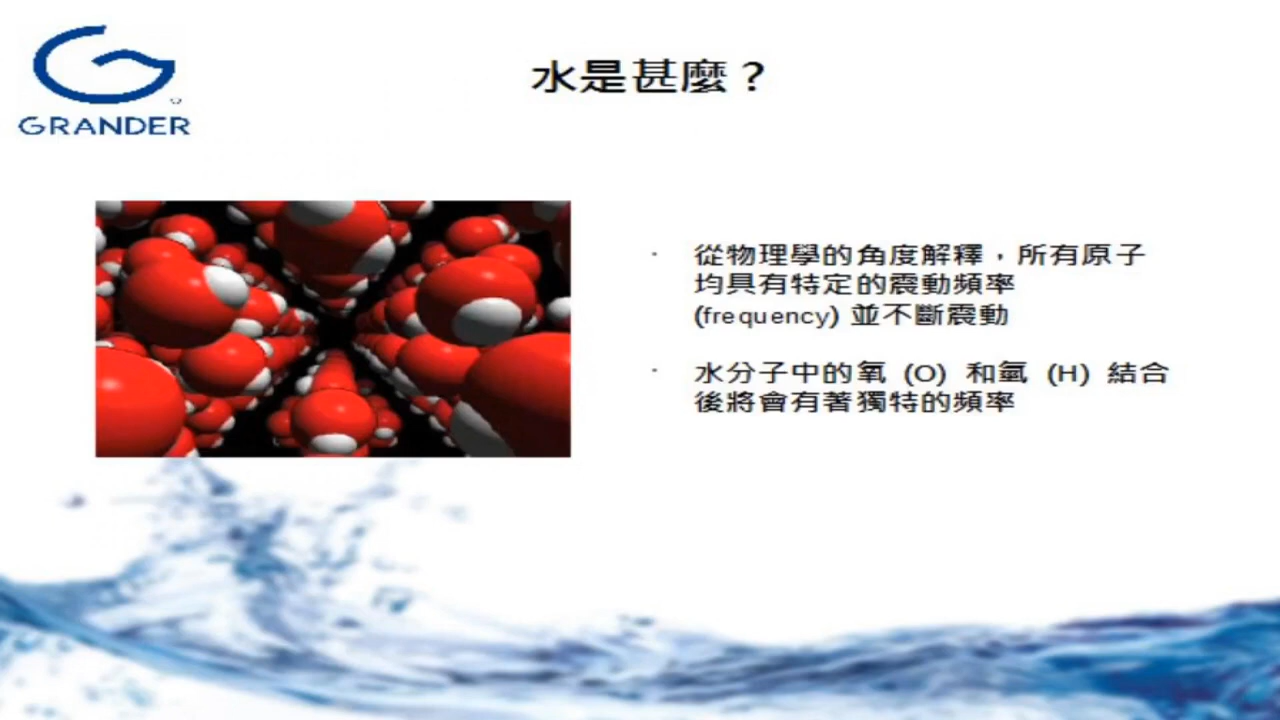 GRANDER
水是甚麼？
· 從物理學的角度解釋，所有原子
均具有特定的震動頻率
(frequency) 並不斷震動
· 水分子中的氧 (O) 和氫 (H) 結合
後將會有著獨特的頻率